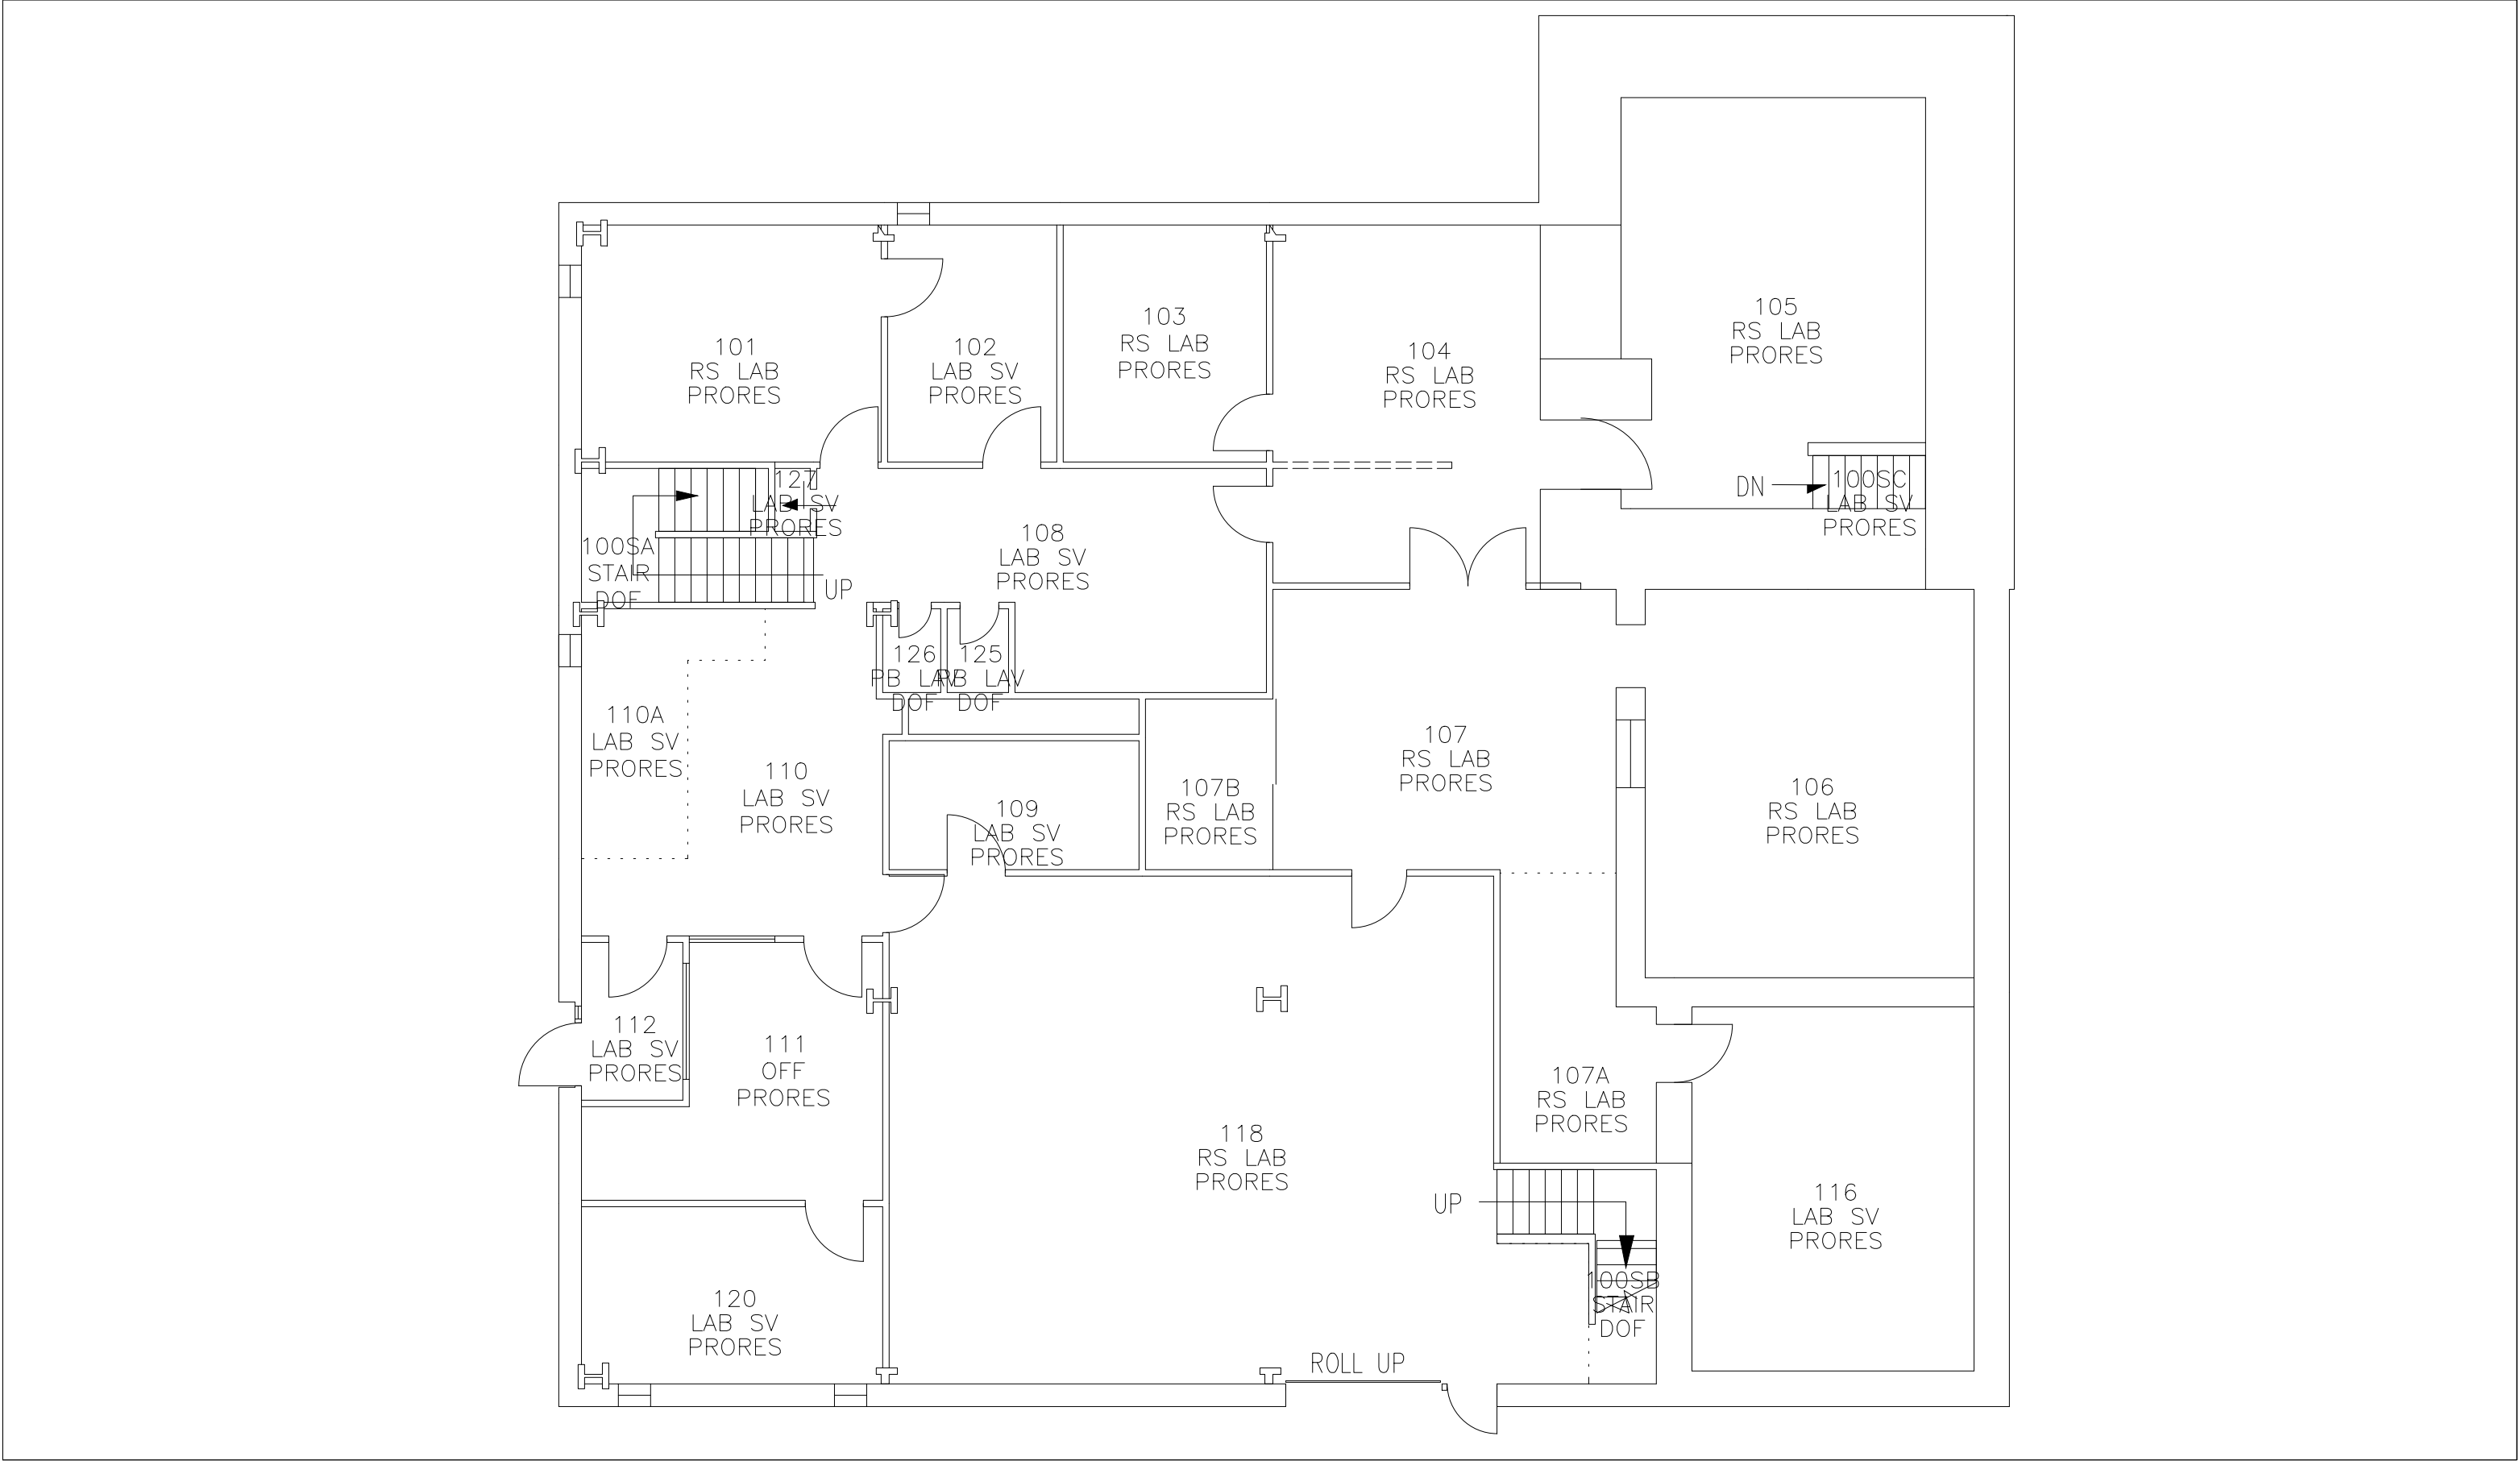 105
RS LAB
PRORES
103
RS LAB
PRORES
101
RS LAB
PRORES
102
LAB SV
PRORES
104
RS LAB
PRORES
127
LAB SV
PRORES
DN
100SC
LAB SV
PRORES
100SA
STAIR
DOF
UP
108
LAB SV
PRORES
126
PB LAV
DOF
125
PB LAV
DOF
110A
LAB SV
PRORES
110
LAB SV
PRORES
109
LAB SV
PRORES
107B
RS LAB
PRORES
107
RS LAB
PRORES
106
RS LAB
PRORES
112
LAB SV
PRORES
111
OFF
PRORES
107A
RS LAB
PRORES
118
RS LAB
PRORES
UP
116
LAB SV
PRORES
100SB
STAIR
DOF
120
LAB SV
PRORES
ROLL UP